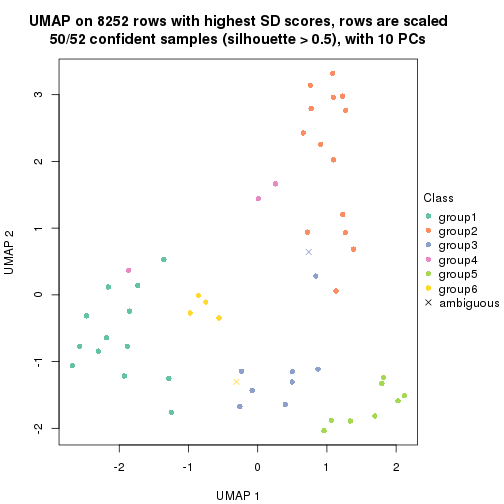 UMAP on 8252 rows with highest SD scores, rows are scaled
50/52 confident samples (silhouette > 0.5), with 10 PCs
3
2
1
0
-1
-2
UMAP 2
-2
-1
0
1
2
UMAP 1
Class
group1
group2
group3
group4
group5
group6
ambiguous